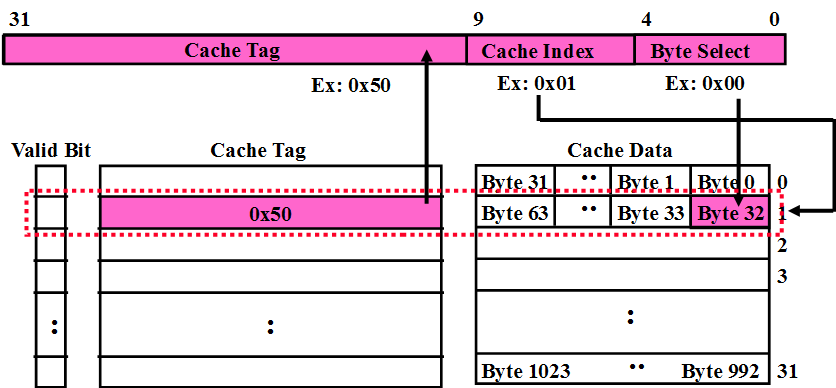 31 9 4 0
Cache Tag Cache Index Byte Select
Ex: 0x50 Ex: 0x01 Ex: 0x00
Valid Bit Cache Tag Cache Data
Byte 31 ·· Byte 1 Byte 0 0
0x50 Byte 63 ·· Byte 33 Byte 32 1
2
3
: : :
Byte 1023 ·· Byte 992 31